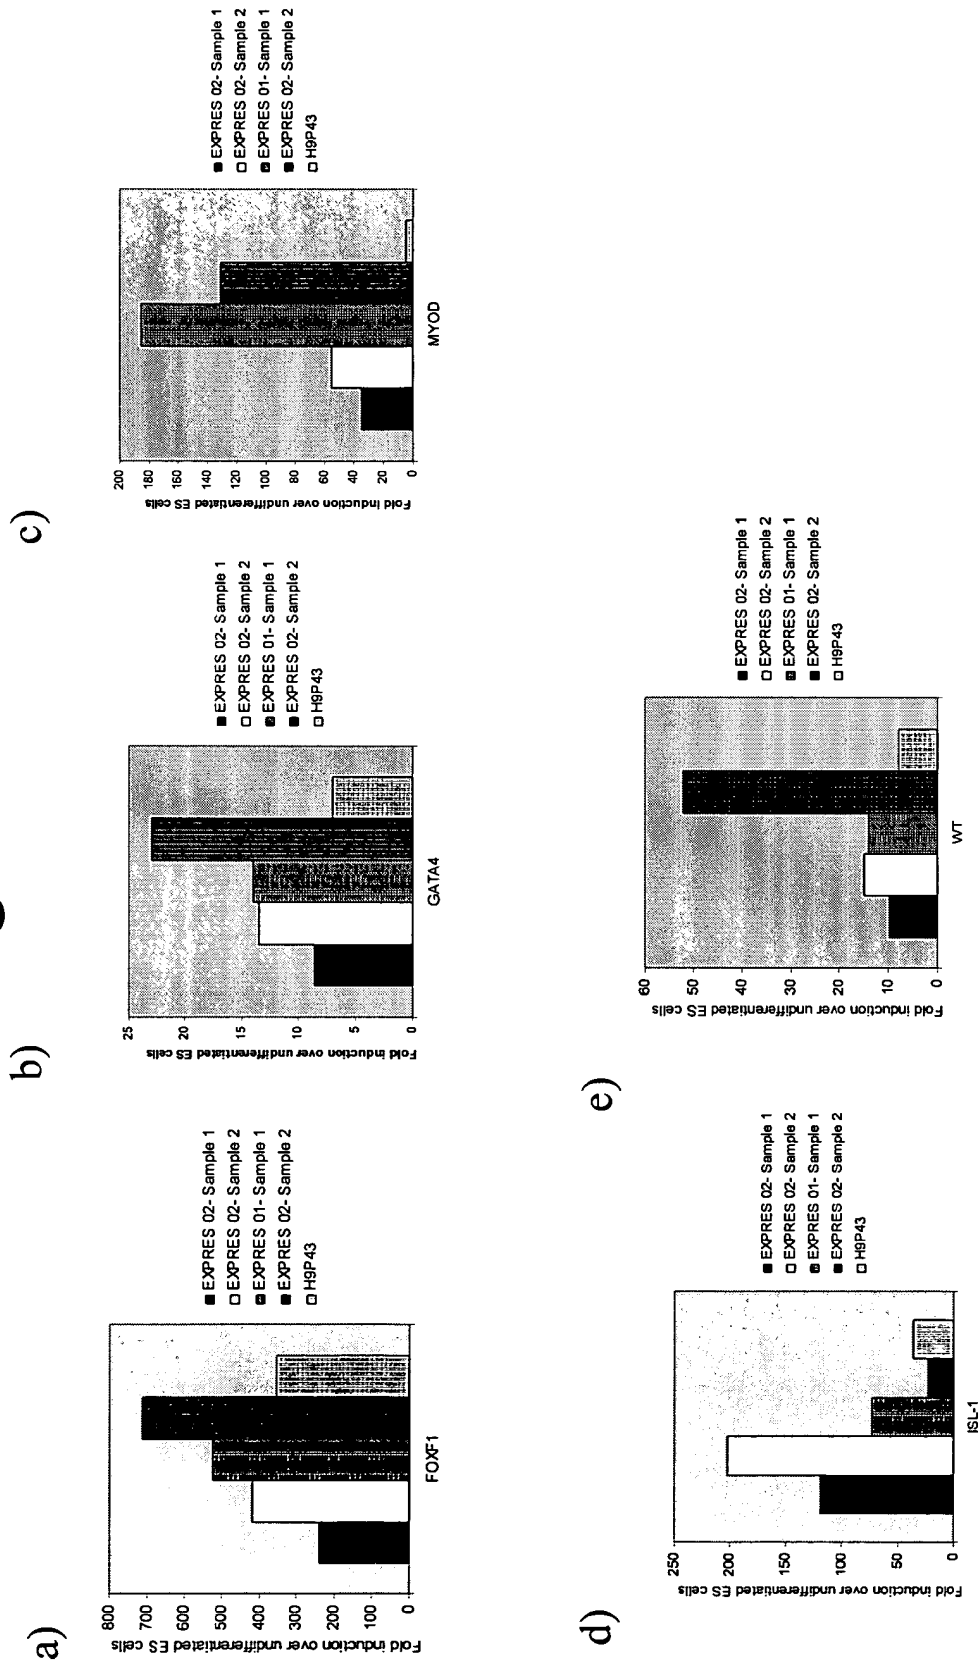 a)
Fold induction over undifferentiated ES cells
800
700
600
500
400
300
200
100
0
FOXF1
EXPRES 02- Sample 1
EXPRES 02- Sample 2
EXPRES 01- Sample 1
EXPRES 02- Sample 2
H9P43
b)
Fold induction over undifferentiated ES cells
25
20
15
10
5
0
GATA4
EXPRES 02- Sample 1
EXPRES 02- Sample 2
EXPRES 01- Sample 1
EXPRES 02- Sample 2
H9P43
c)
Fold induction over undifferentiated ES cells
200
180
160
140
120
100
80
60
40
20
0
MYOD
EXPRES 02- Sample 1
EXPRES 02- Sample 2
EXPRES 01- Sample 1
EXPRES 02- Sample 2
H9P43
d)
Fold induction over undifferentiated ES cells
250
200
150
100
50
0
ISL-1
EXPRES 02- Sample 1
EXPRES 02- Sample 2
EXPRES 01- Sample 1
EXPRES 02- Sample 2
H9P43
e)
Fold induction over undifferentiated ES cells
60
50
40
30
20
10
0
WT
EXPRES 02- Sample 1
EXPRES 02- Sample 2
EXPRES 01- Sample 1
EXPRES 02- Sample 2
H9P43